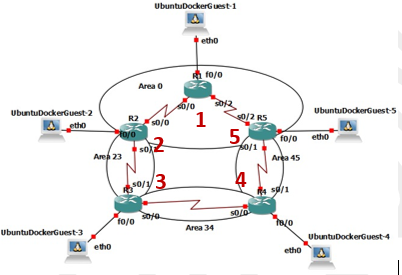 UbuntuDockerGuest-1
eth0
Area 0
f0/0
R1
s0/0
s0/2
1
UbuntuDockerGuest-2
eth0
f0/0
R2
s0/0
s0/2
R5
5
UbuntuDockerGuest-5
f0/0
eth0
s0/
2
s0/1
Area 23
Area 45
s0/1
3
4
s0/1
R3
R4
f0/0
s0/0
s0/0
f0/0
Area 34
UbuntuDockerGuest-3
eth0
UbuntuDockerGuest-4
eth0